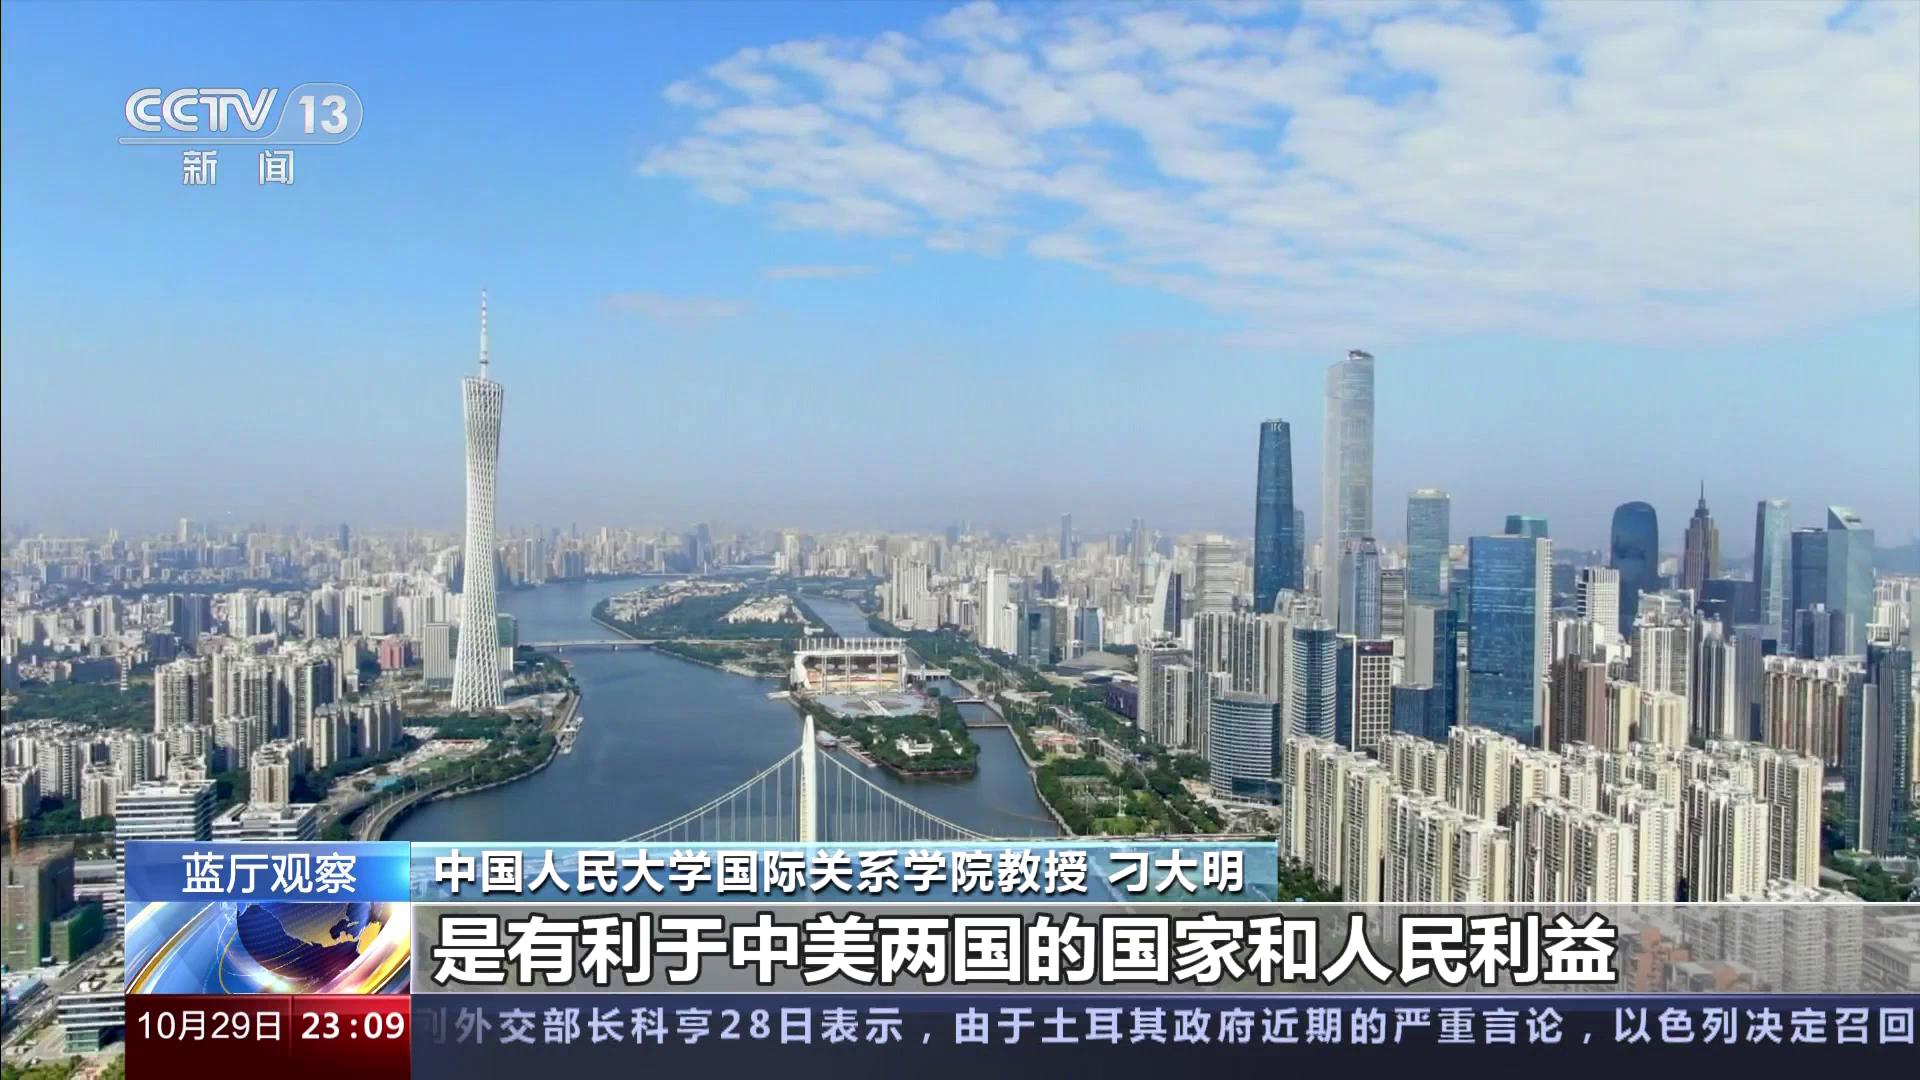 CCTV 13
新闻
蓝厅观察
中国人民大学国际关系学院教授 刁大明
是有利于中美两国的国家和人民利益
10月29日 23:09
外交部长科亨28日表示，由于土耳其政府近期的严重言论，以色列决定召回